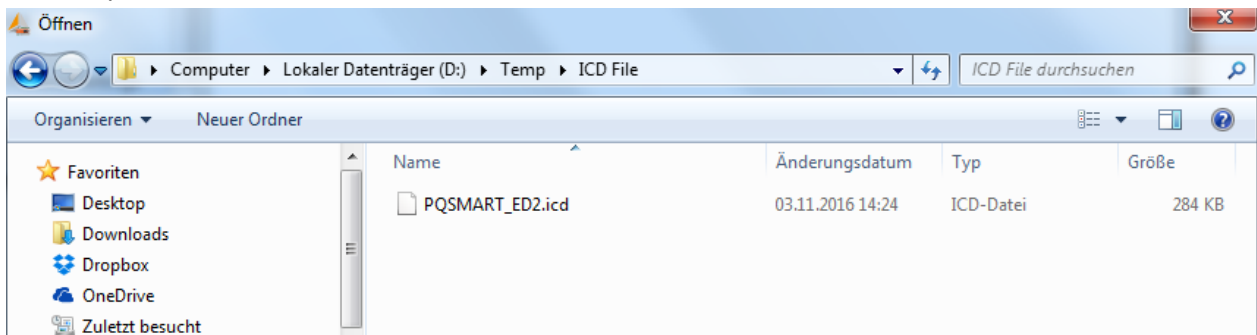 Öffnen
Computer Lokaler Datenträger (D:) Temp ICD File
ICD File durchsuchen
Organisieren Neuer Ordner
Favoriten
Desktop
Downloads
Dropbox
OneDrive
Zuletzt besucht
Name Änderungsdatum Typ Größe
PQSMART_ED2.icd 03.11.2016 14:24 ICD-Datei 284 KB